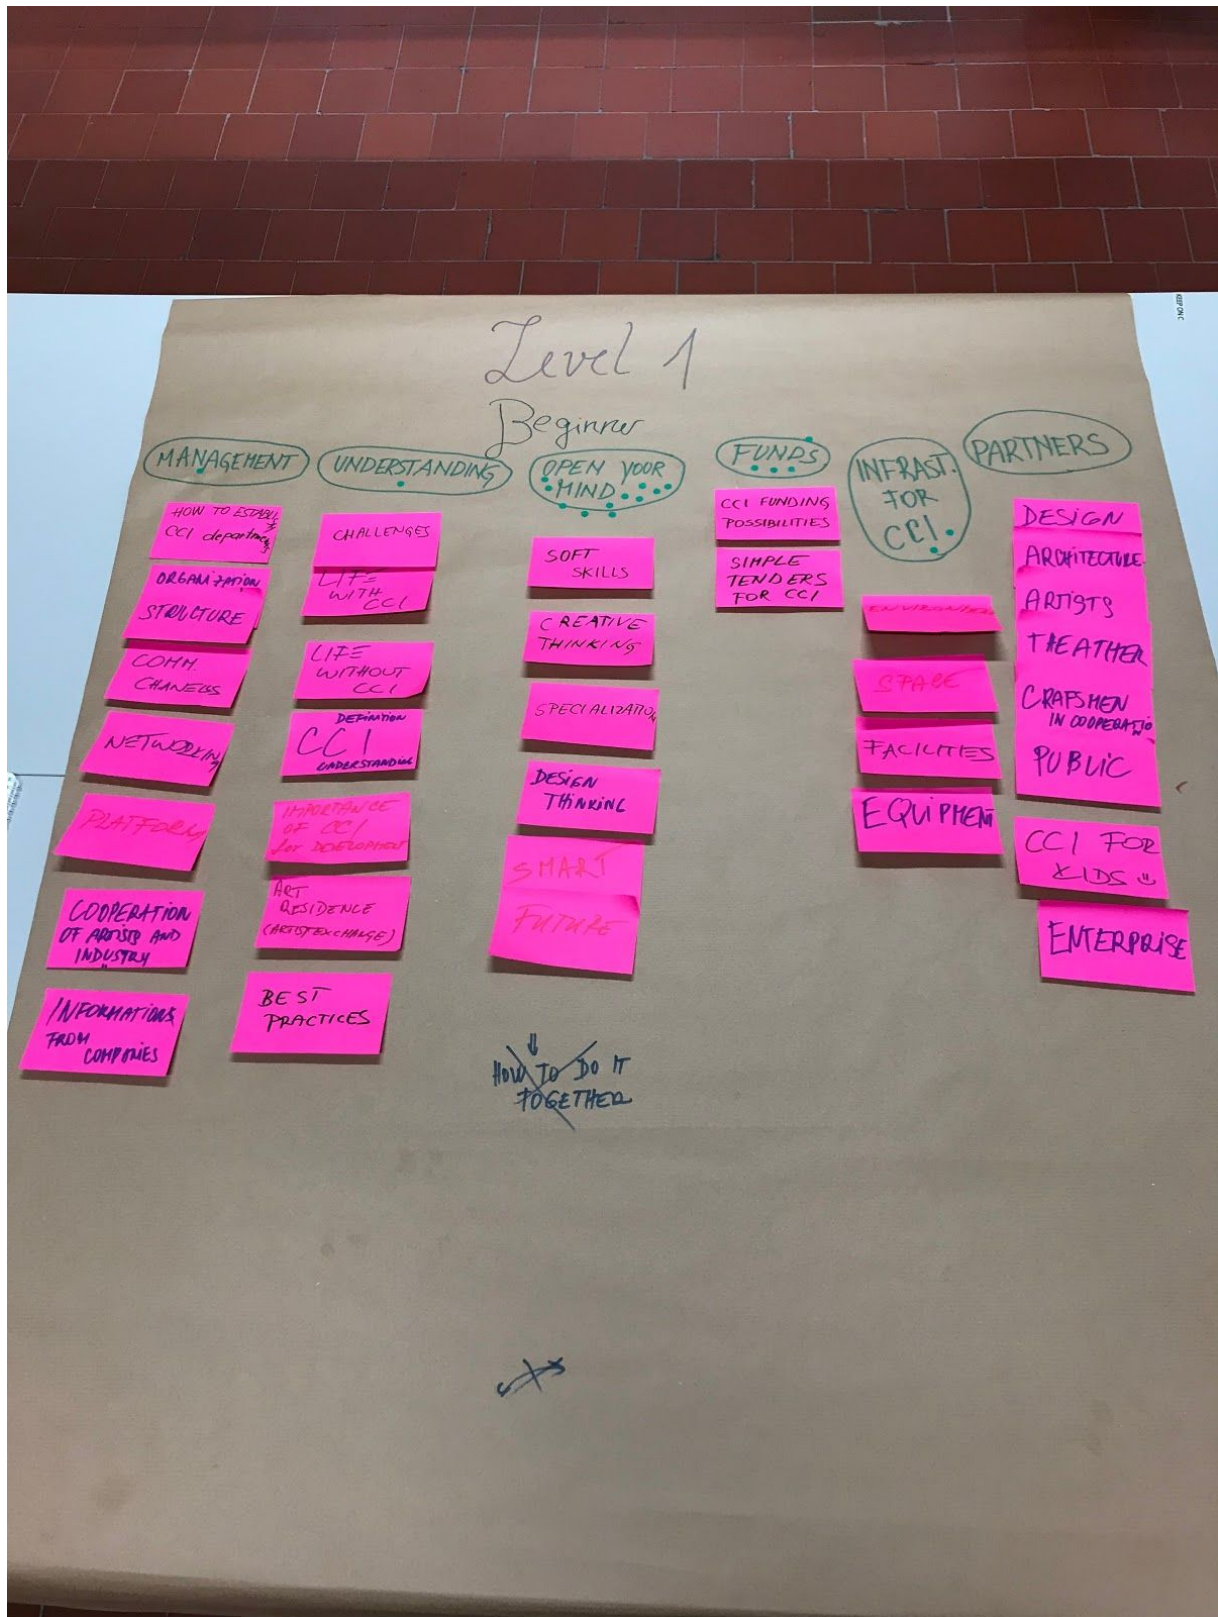 KEEP ON C
Level 1
Beginner
MANAGEMENT
HOW TO ESTABL
CCI
ORGANIZATION
STRUCTURE
COMM.
CHANELS
NETWORKING
PLATFORM
COOPERATION
OF ARTISTS AND
INDUSTRY
INFORMATIONS
FROM
COMPANIES
UNDERSTANDING
CHALLENGES
LIFE
WITH
CCI
LIFE
WITHOUT
CCI
DEFINITION
CCI
UNDERSTANDING
IMPORTANCE
OF CCI
for DEVELOPMENT
ART
RESIDENCE
(ARTIST EXCHANGE)
BEST
PRACTICES
OPEN YOUR
MIND
SOFT
SKILLS
CREATIVE
THINKING
SPECIALIZATION
DESIGN
THINKING
SMART
FUTURE
HOW TO DO IT
TOGETHER
FUNDS
CCI FUNDING
POSSIBILITIES
SIMPLE
TENDERS
FOR CCI
INFRAST.
FOR
CCI
SPACE
FACILITIES
EQUIPMENT
PARTNERS
DESIGN
ARCHITECTURE
ARTISTS
THEATHER
CRAFSMEN
IN COOPERATIO
PUBLIC
CCI FOR
KIDS
ENTERPRISE